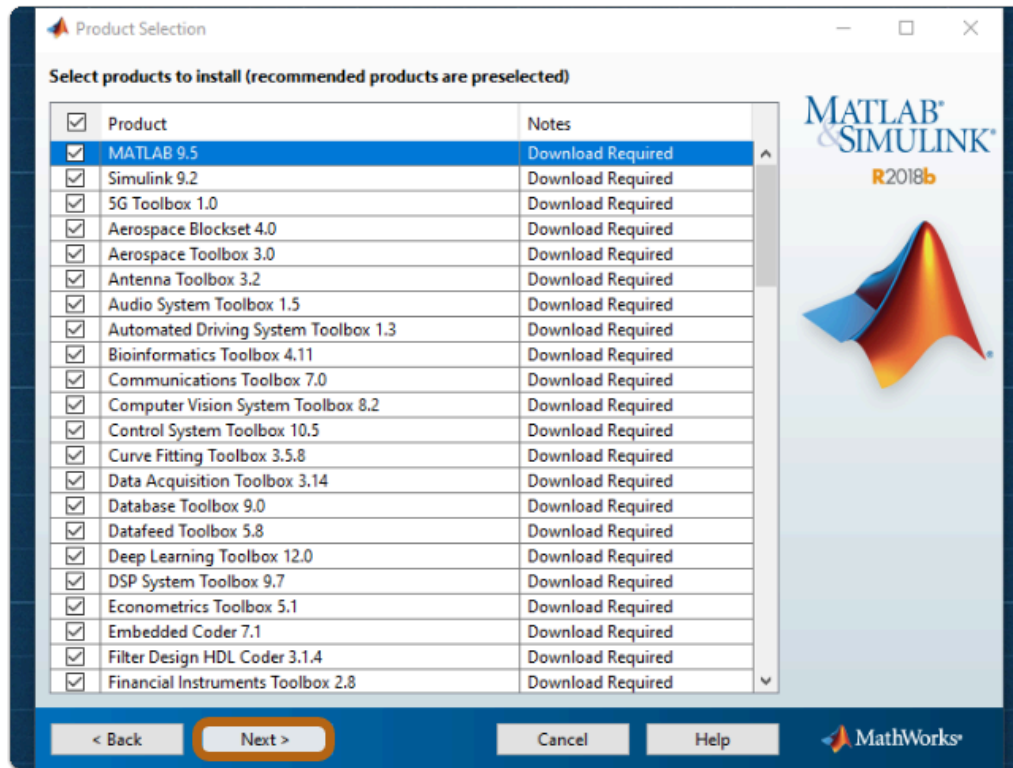 Product Selection
Select products to install (recommended products are preselected)
Product Notes
MATLAB 9.5 Download Required
Simulink 9.2 Download Required
5G Toolbox 1.0 Download Required
Aerospace Blockset 4.0 Download Required
Aerospace Toolbox 3.0 Download Required
Antenna Toolbox 3.2 Download Required
Audio System Toolbox 1.5 Download Required
Automated Driving System Toolbox 1.3 Download Required
Bioinformatics Toolbox 4.11 Download Required
Communications Toolbox 7.0 Download Required
Computer Vision System Toolbox 8.2 Download Required
Control System Toolbox 10.5 Download Required
Curve Fitting Toolbox 3.5.8 Download Required
Data Acquisition Toolbox 3.14 Download Required
Database Toolbox 9.0 Download Required
Datafeed Toolbox 5.8 Download Required
Deep Learning Toolbox 12.0 Download Required
DSP System Toolbox 9.7 Download Required
Econometrics Toolbox 5.1 Download Required
Embedded Coder 7.1 Download Required
Filter Design HDL Coder 3.1.4 Download Required
Financial Instruments Toolbox 2.8 Download Required
MATLAB®
&SIMULINK®
R2018b
< Back Next > Cancel Help MathWorks®